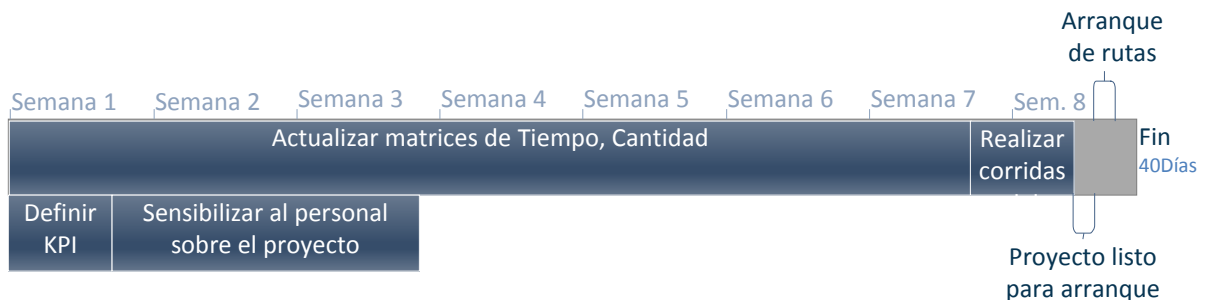 Arranque
de rutas
Semana 1 Semana 2 Semana 3 Semana 4 Semana 5 Semana 6 Semana 7 Sem. 8
Actualizar matrices de Tiempo, Cantidad
Realizar
corridas
Fin
40Días
Definir
KPI
Sensibilizar al personal
sobre el proyecto
Proyecto listo
para arranque